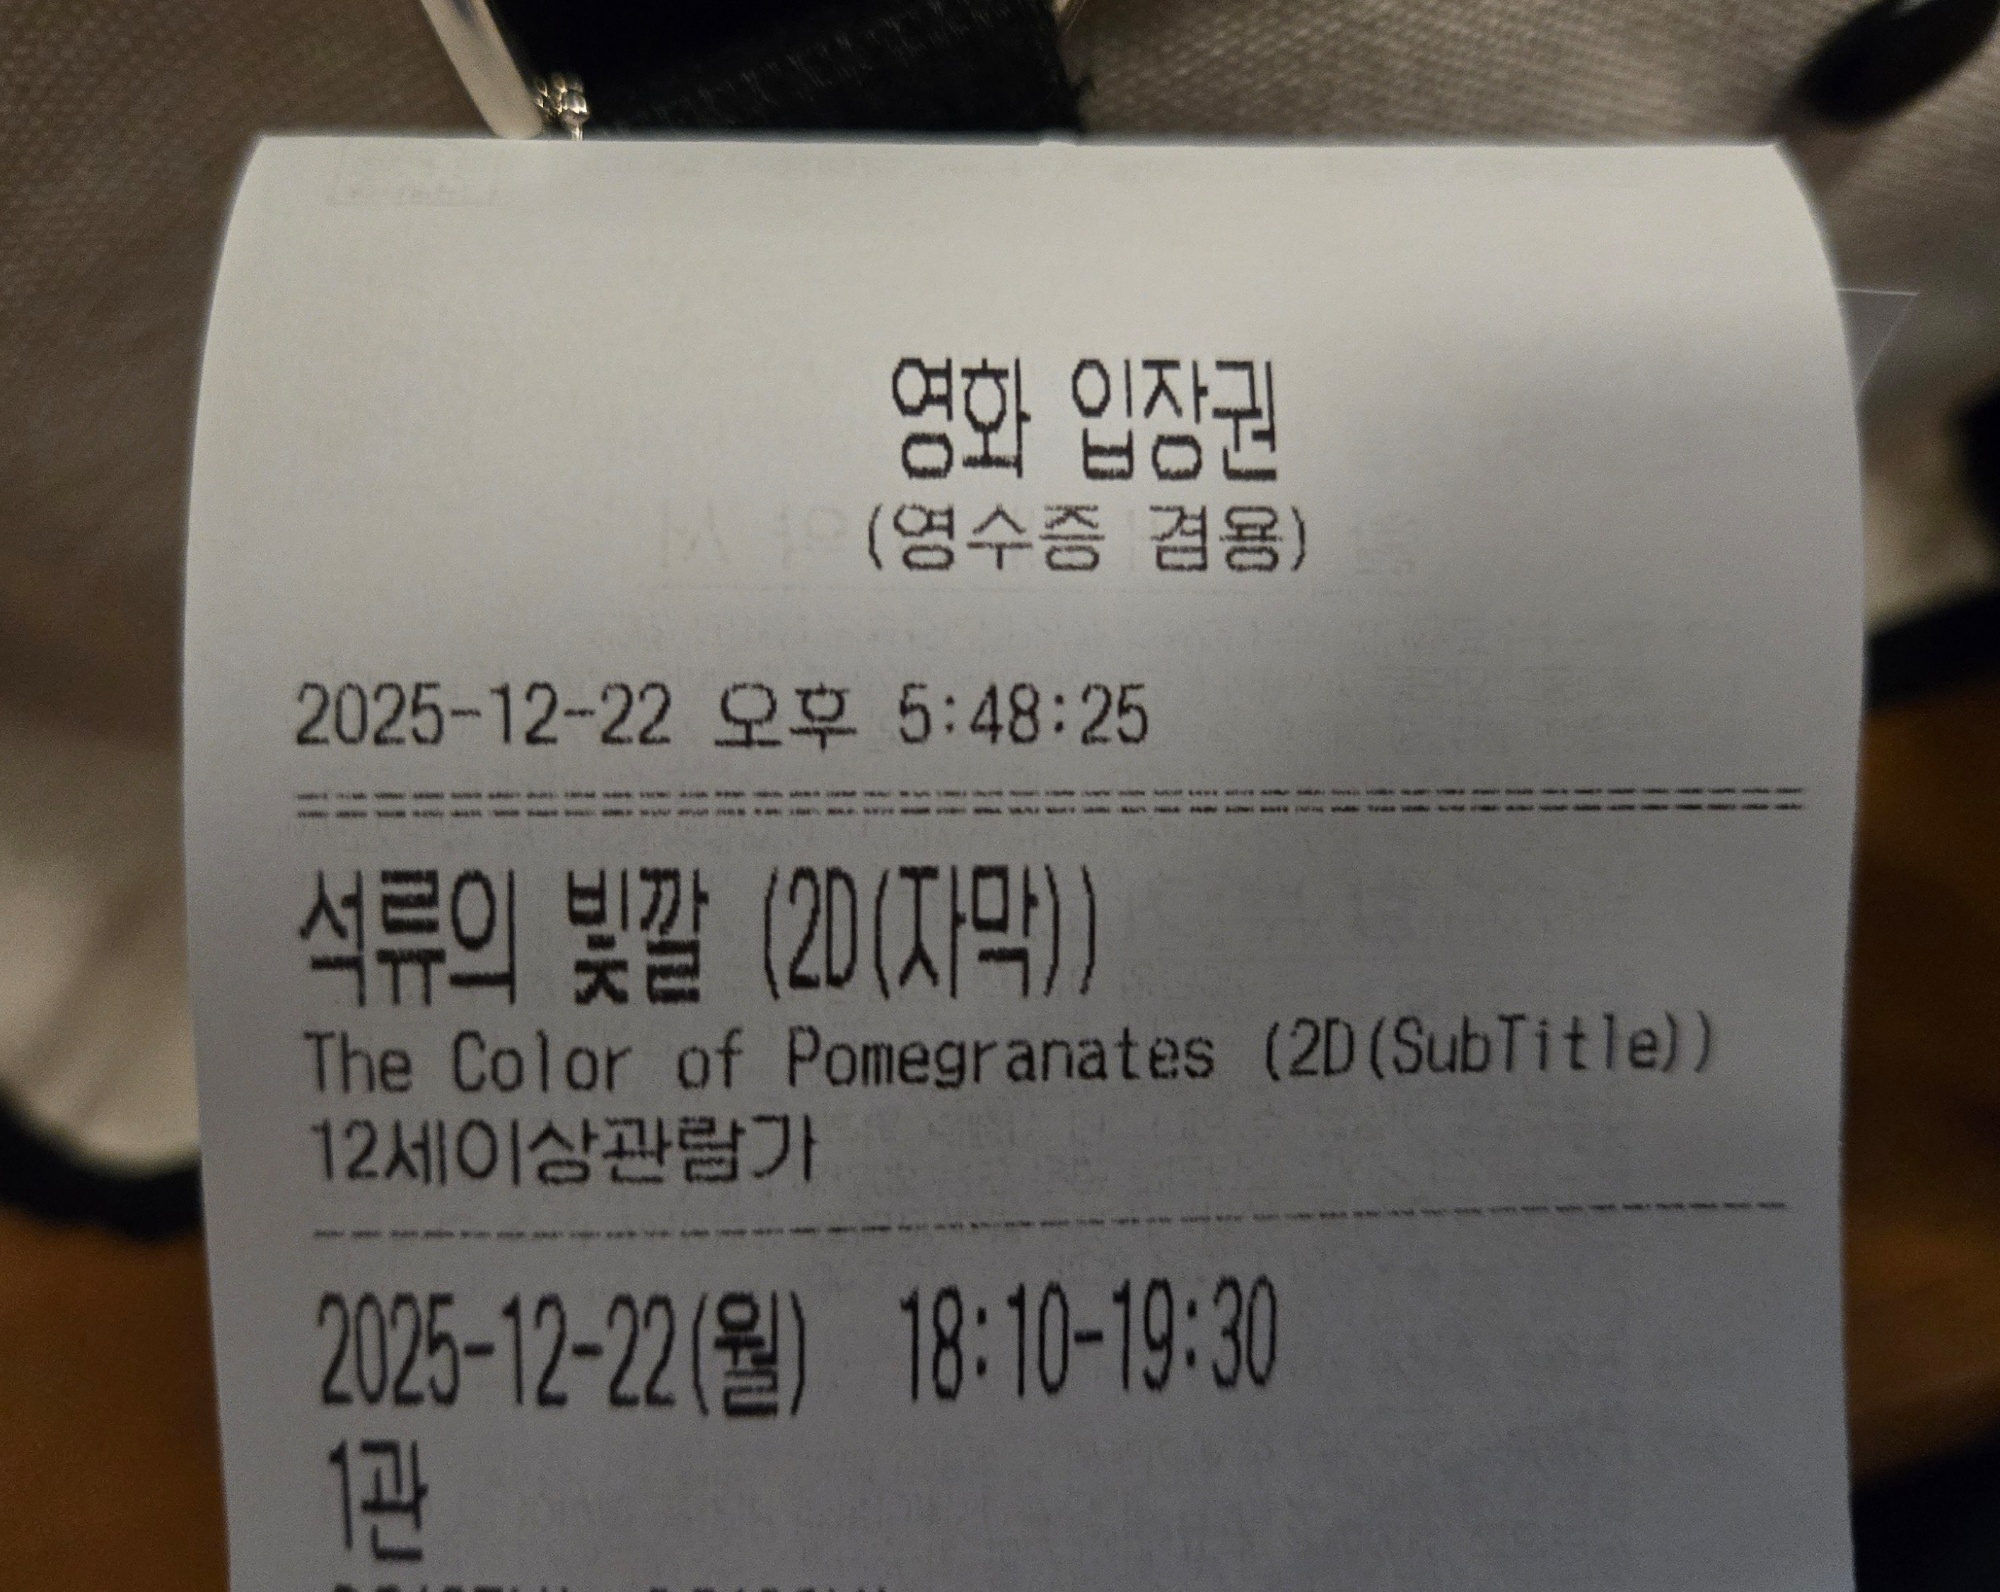 영화 입장권
(영수증 겸용)
2025-12-22 오후 5:48:25
석류의 빛깔 (2D(자막))
The Color of Pomegranates (2D(SubTitle))
12세이상관람가
2025-12-22(월) 18:10-19:30
1관